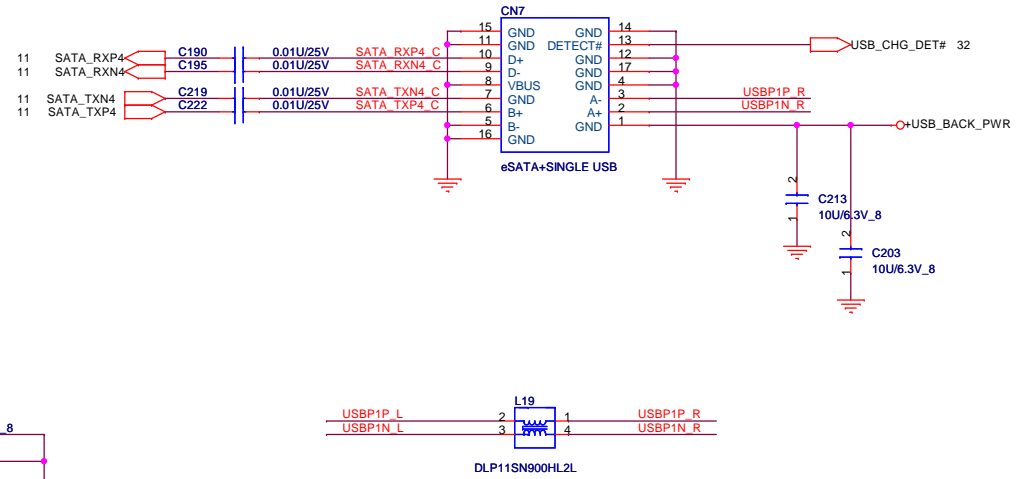 CN7
15 GND GND 14
11 GND DETECT# 13 USB_CHG_DET# 32
11 SATA_RXP4 C190 0.01U/25V SATA_RXP4_C 10 D+ GND 12
11 SATA_RXN4 C195 0.01U/25V SATA_RXN4_C 9 D- GND 17
8 VBUS GND 4
11 SATA_TXN4 C219 0.01U/25V SATA_TXN4_C 7 GND A- 3 USBP1P_R
11 SATA_TXP4 C222 0.01U/25V SATA_TXP4_C 6 B+ A+ 2 USBP1N_R
5 B- GND 1 +USB_BACK_PWR
16 GND
eSATA+SINGLE USB
2
C213
1 10U/6.3V_8
2
C203
1 10U/6.3V_8
L19
USBP1P_L 2 1 USBP1P_R
_8 USBP1N_L 3 4 USBP1N_R
DLP11SN900HL2L